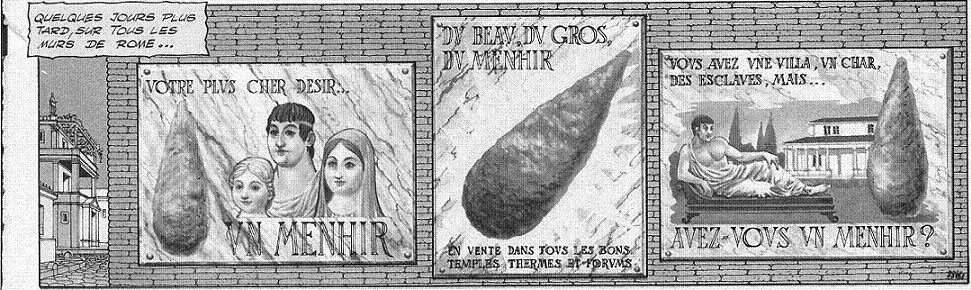 QUELQUES JOURS PLUS
TARD, SUR TOUS LES
MURS DE ROME...
VOTRE PLVS CHER DESIR...
VN MENHIR
DV BEAV, DV GROS,
DV MENHIR
EN VENTE DANS TOVS LES BONS
TEMPLES THERMES ET FORVMS
VOVS AVEZ VNE VILLA, VN CHAR,
DES ESCLAVES, MAIS...
AVEZ-VOVS VN MENHIR?